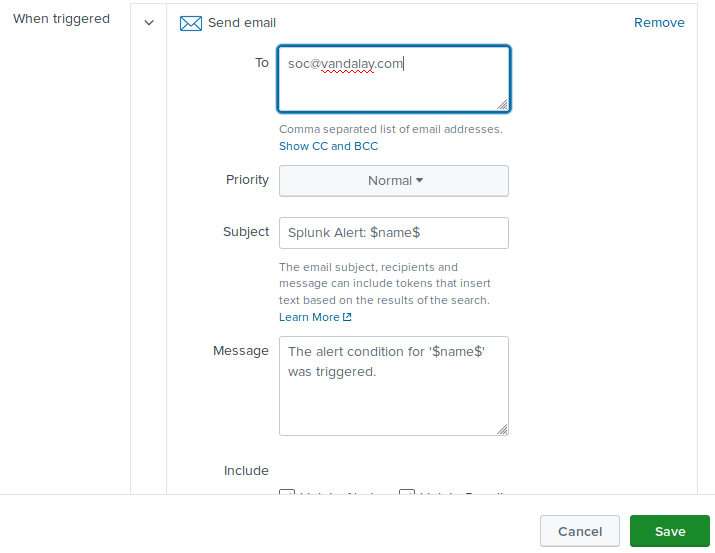 When triggered
Send email
Remove
To
soc@vandalay.com
Comma separated list of email addresses.
Show CC and BCC
Priority
Normal
Subject
Splunk Alert: $name$
The email subject, recipients and
message can include tokens that insert
text based on the results of the search.
Learn More
Message
The alert condition for '$name$'
was triggered.
Include
Cancel
Save